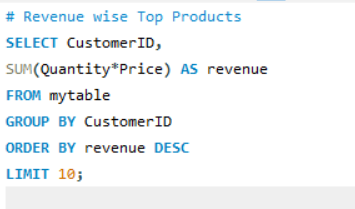 # Revenue wise Top Products
SELECT CustomerID,
SUM(Quantity*Price) AS revenue
FROM mytable
GROUP BY CustomerID
ORDER BY revenue DESC
LIMIT 10;